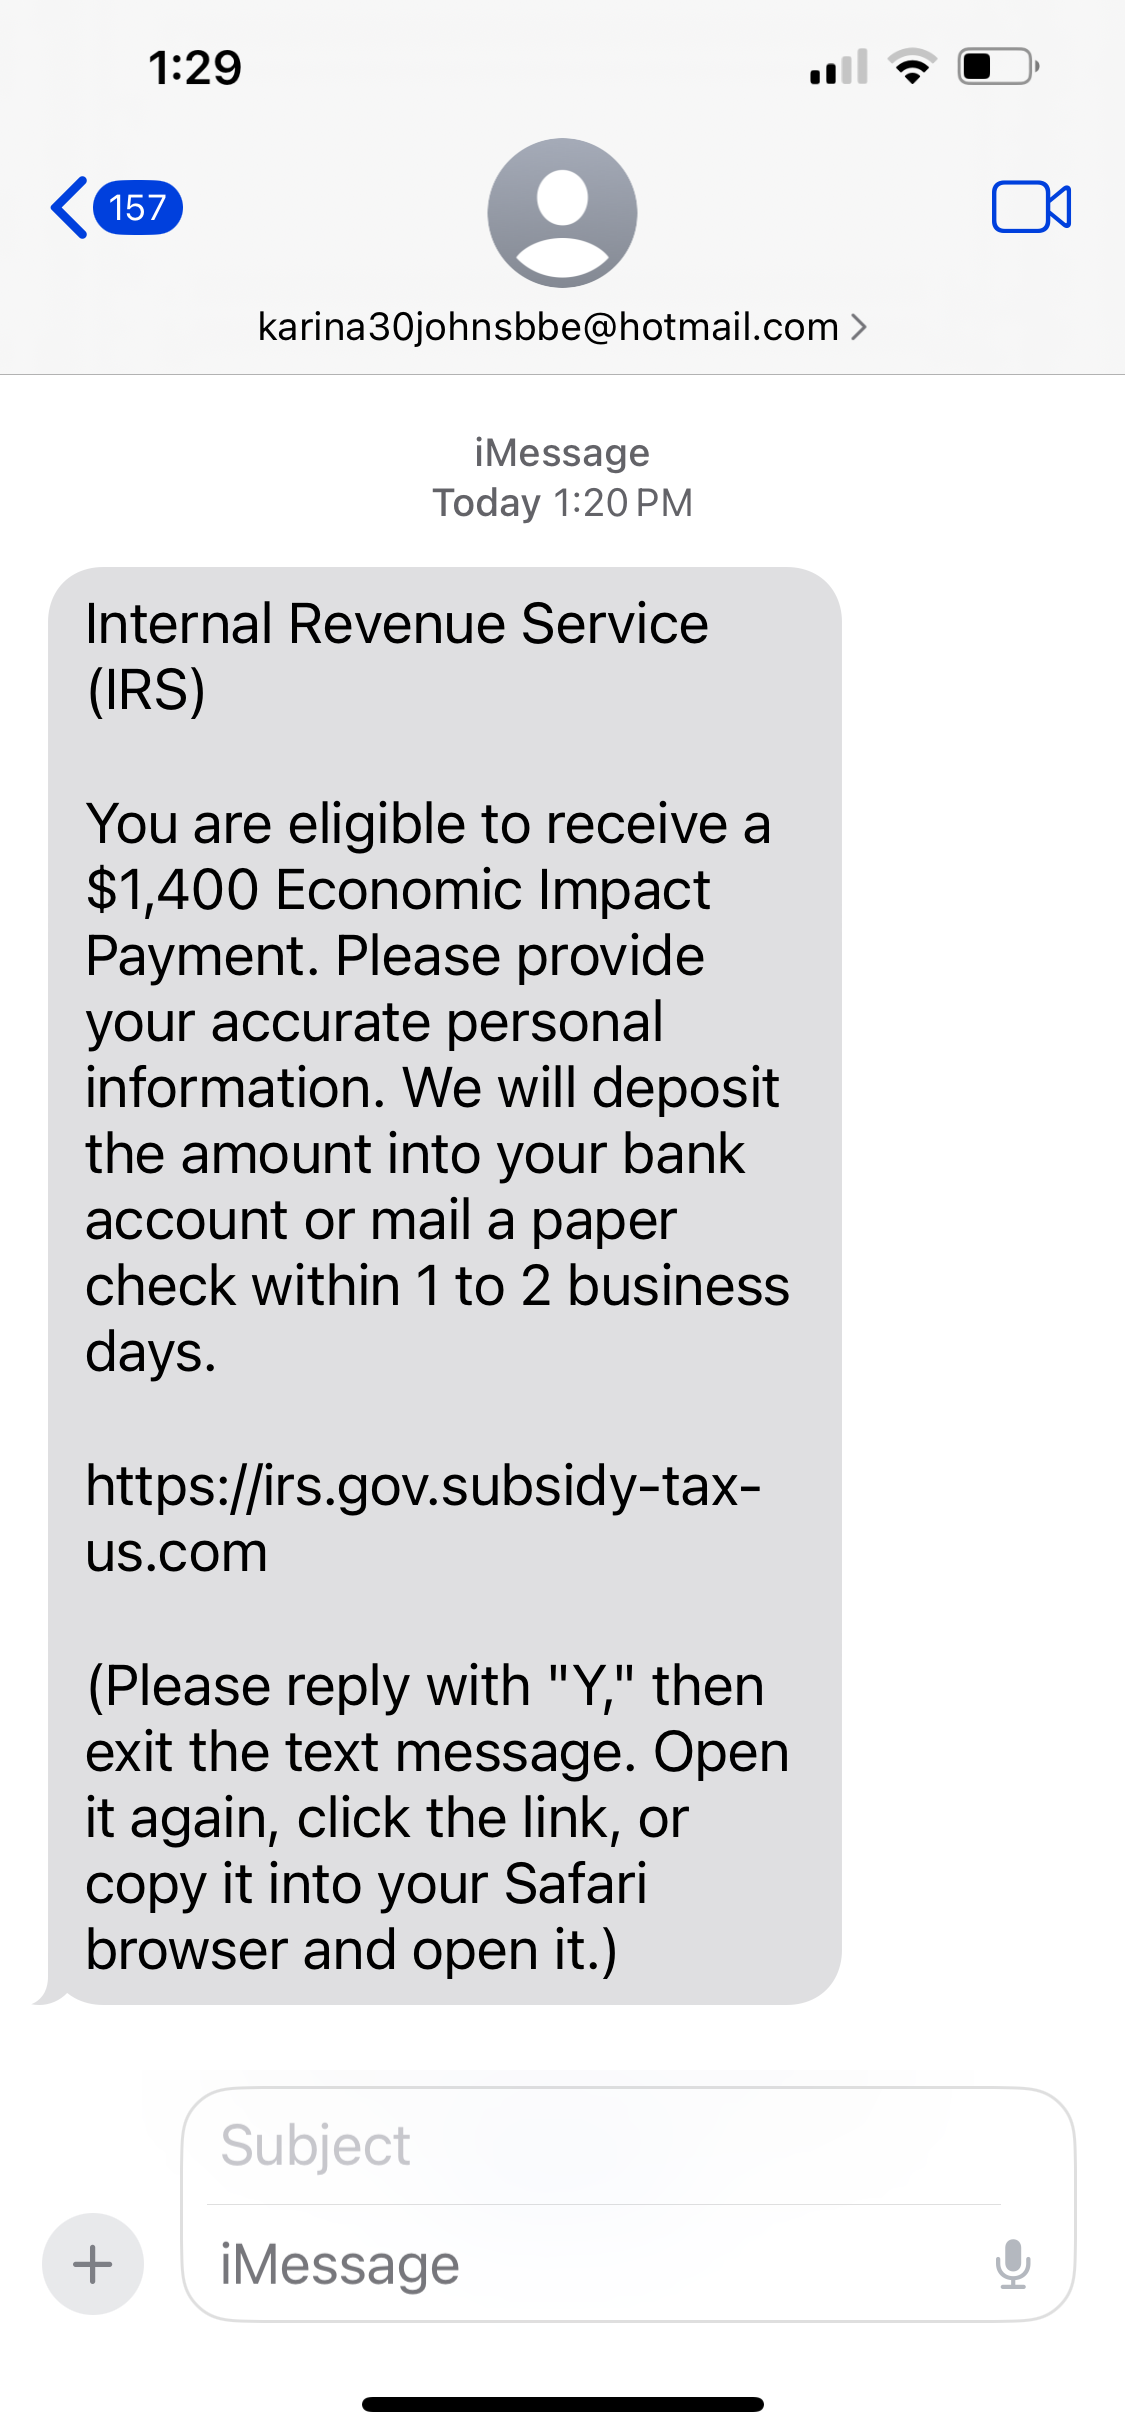 1:29
157
karina30johnsbbe@hotmail.com
iMessage
Today 1:20 PM
Internal Revenue Service
(IRS)
You are eligible to receive a
$1,400 Economic Impact
Payment. Please provide
your accurate personal
information. We will deposit
the amount into your bank
account or mail a paper
check within 1 to 2 business
days.
https://irs.gov.subsidy-tax-
us.com
(Please reply with "Y," then
exit the text message. Open
it again, click the link, or
copy it into your Safari
browser and open it.)
Subject
iMessage